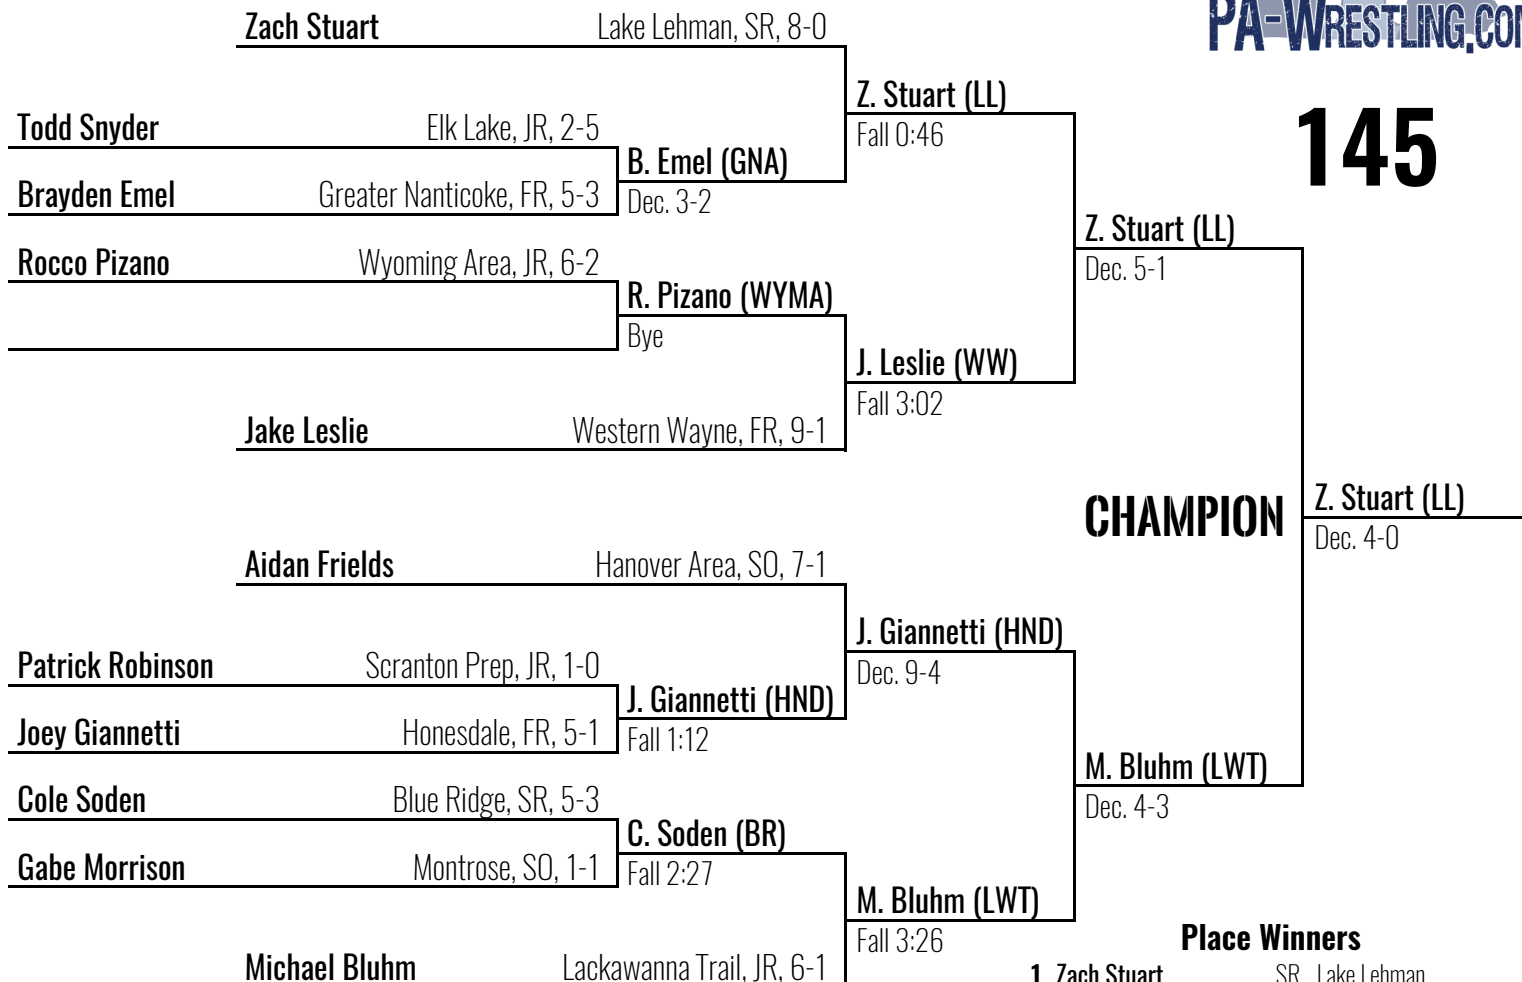 PA-WRESTLING.CO
145
Zach Stuart Lake Lehman, SR, 8-0
Z. Stuart (LL)
Fall 0:46
Todd Snyder Elk Lake, JR, 2-5
B. Emel (GNA)
Dec. 3-2
Brayden Emel Greater Nanticoke, FR, 5-3
Z. Stuart (LL)
Dec. 5-1
Rocco Pizano Wyoming Area, JR, 6-2
R. Pizano (WYMA)
Bye
J. Leslie (WW)
Fall 3:02
Jake Leslie Western Wayne, FR, 9-1
CHAMPION
Z. Stuart (LL)
Dec. 4-0
Aidan Frields Hanover Area, SO, 7-1
J. Giannetti (HND)
Dec. 9-4
Patrick Robinson Scranton Prep, JR, 1-0
J. Giannetti (HND)
Fall 1:12
Joey Giannetti Honesdale, FR, 5-1
M. Bluhm (LWT)
Dec. 4-3
Cole Soden Blue Ridge, SR, 5-3
C. Soden (BR)
Fall 2:27
Gabe Morrison Montrose, SO, 1-1
M. Bluhm (LWT)
Fall 3:26
Michael Bluhm Lackawanna Trail, JR, 6-1
Place Winners
1 Zach Stuart SR Lake Lehman